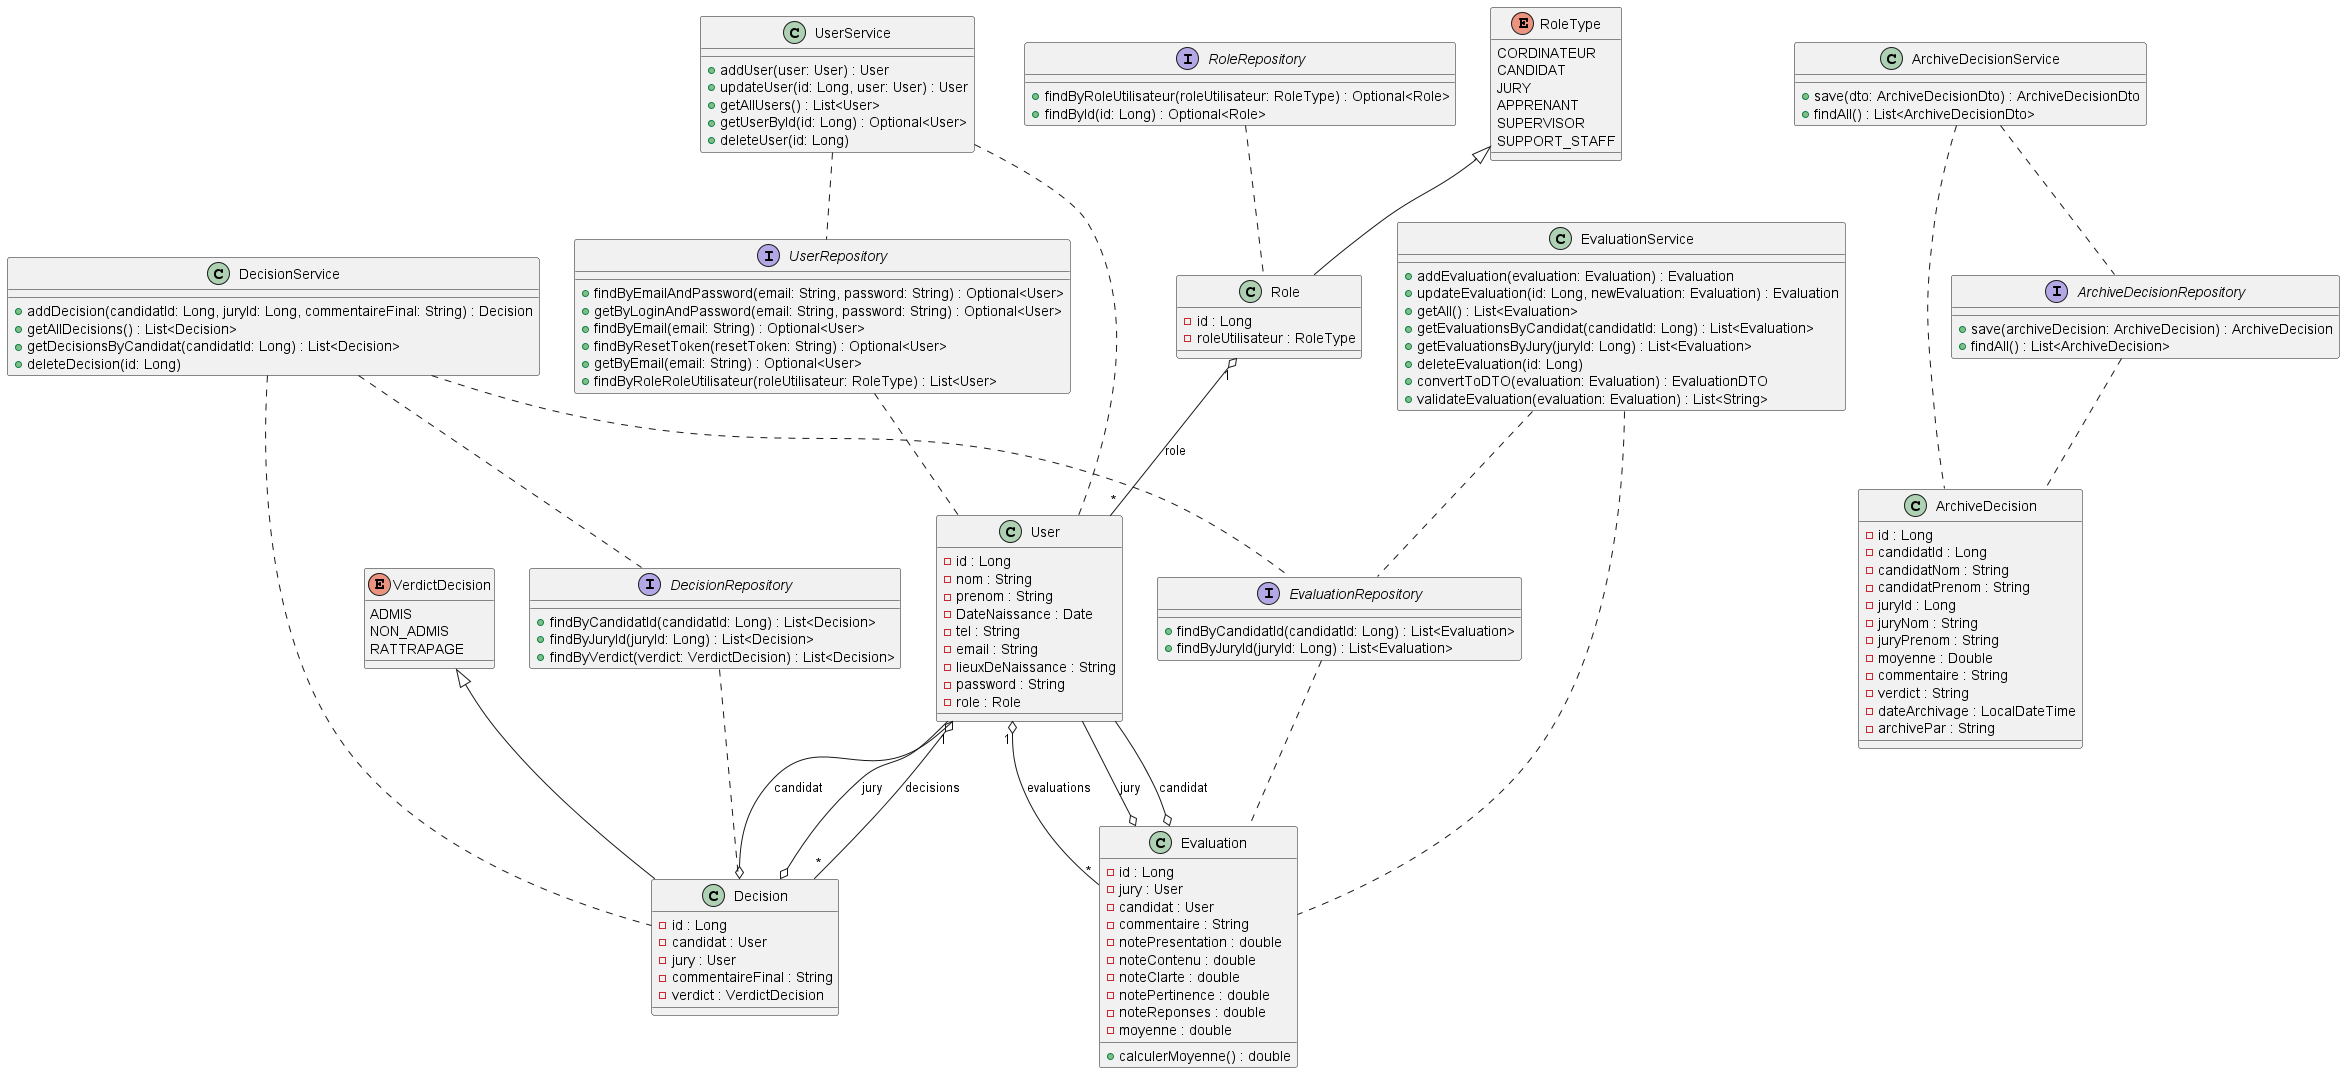 UserService
addUser(user: User) : User
updateUser(id: Long, user: User) : User
getAllUsers() : List<User>
getUserById(id: Long) : Optional<User>
deleteUser(id: Long)
RoleRepository
findByRoleUtilisateur(roleUtilisateur: RoleType) : Optional<Role>
findById(id: Long) : Optional<Role>
RoleType
CORDINATEUR
CANDIDAT
JURY
APPRENANT
SUPERVISOR
SUPPORT_STAFF
ArchiveDecisionService
save(dto: ArchiveDecisionDto) : ArchiveDecisionDto
findAll() : List<ArchiveDecisionDto>
DecisionService
addDecision(candidatId: Long, juryId: Long, commentaireFinal: String) : Decision
getAllDecisions() : List<Decision>
getDecisionsByCandidat(candidatId: Long) : List<Decision>
deleteDecision(id: Long)
UserRepository
findByEmailAndPassword(email: String, password: String) : Optional<User>
getByLoginAndPassword(email: String, password: String) : Optional<User>
findByEmail(email: String) : Optional<User>
findByResetToken(resetToken: String) : Optional<User>
getByEmail(email: String) : Optional<User>
findByRoleRoleUtilisateur(roleUtilisateur: RoleType) : List<User>
Role
id : Long
roleUtilisateur : RoleType
EvaluationService
addEvaluation(evaluation: Evaluation) : Evaluation
updateEvaluation(id: Long, newEvaluation: Evaluation) : Evaluation
getAll() : List<Evaluation>
getEvaluationsByCandidat(candidatId: Long) : List<Evaluation>
getEvaluationsByJury(juryId: Long) : List<Evaluation>
deleteEvaluation(id: Long)
convertToDTO(evaluation: Evaluation) : EvaluationDTO
validateEvaluation(evaluation: Evaluation) : List<String>
ArchiveDecisionRepository
save(archiveDecision: ArchiveDecision) : ArchiveDecision
findAll() : List<ArchiveDecision>
1
role
*
VerdictDecision
ADMIS
NON_ADMIS
RATTRAPAGE
DecisionRepository
findByCandidatId(candidatId: Long) : List<Decision>
findByJuryId(juryId: Long) : List<Decision>
findByVerdict(verdict: VerdictDecision) : List<Decision>
User
id : Long
nom : String
prenom : String
DateNaissance : Date
tel : String
email : String
lieuxDeNaissance : String
password : String
role : Role
EvaluationRepository
findByCandidatId(candidatId: Long) : List<Evaluation>
findByJuryId(juryId: Long) : List<Evaluation>
ArchiveDecision
id : Long
candidatId : Long
candidatNom : String
candidatPrenom : String
juryId : Long
juryNom : String
juryPrenom : String
moyenne : Double
commentaire : String
verdict : String
dateArchivage : LocalDateTime
archivePar : String
1
1
candidat
jury
decisions
evaluations
jury
candidat
*
*
Decision
id : Long
candidat : User
jury : User
commentaireFinal : String
verdict : VerdictDecision
Evaluation
id : Long
jury : User
candidat : User
commentaire : String
notePresentation : double
noteContenu : double
noteClarte : double
notePertinence : double
noteReponses : double
moyenne : double
calculerMoyenne() : double